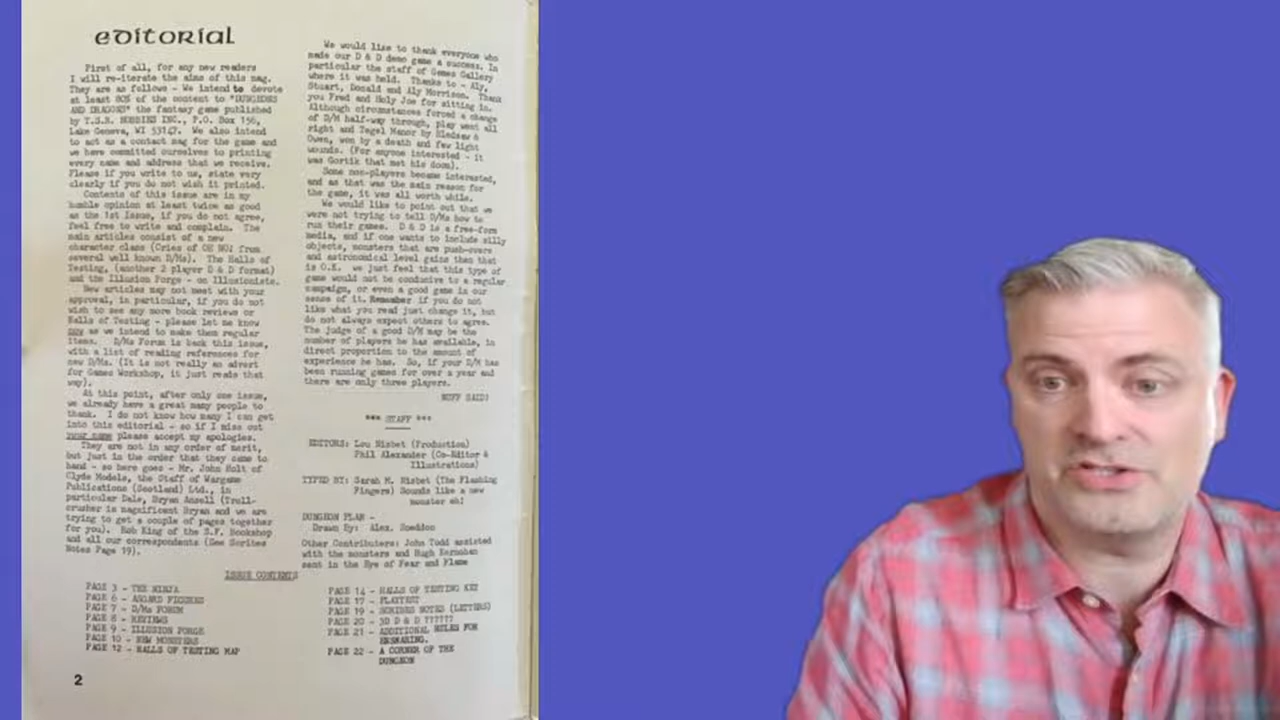 editorial
First of all, for any new readers
I will re-iterate the aims of this mag.
They are as follows - We intend to devote
at least 80% of the content to "DUNGEONS
AND DRAGONS" the fantasy game published
by T.S.R. HOBBIES INC., P.O. Box 156,
Lake Geneva, WI 53147. We also intend
to act as a contact mag for the game and
we have committed ourselves to printing
every name and address that we receive.
Please if you write to us, state very
clearly if you do not wish it printed.
Contents of this issue are in my
humble opinion at least twice as good
as the 1st issue, if you do not agree,
feel free to write and complain. The
main articles consist of a new
character class (Cries of OH NO! from
several well known D/Ms). The Halls of
Testing, (another 2 player D & D format)
and the Illusion Forge - on Illusionists.
New articles may not meet with your
approval, in particular, if you do not
wish to see any more book reviews or
Halls of Testing - please let me know
now as we intend to make them regular
items. D/Ms Forum is back this issue,
with a list of reading references for
new D/Ms. (It is not really an advert
for Games Workshop, it just reads that
way).
At this point, after only one issue,
we already have a great many people to
thank. I do not know how many I can get
into this editorial - so if I miss out
your name please accept my apologies.
They are not in any order of merit,
but just in the order that they came to
hand - so here goes - Mr. John Holt of
Clyde Models, the Staff of Wargame
Publications (Scotland) Ltd., in
particular Dale, Bryan Ansell (Troll-
crusher is magnificent Bryan and we are
trying to get a couple of pages together
for you). Rob King of the S.F. Bookshop
and all our correspondents (See Scribes
Notes Page 19).
We would like to thank everyone who
made our D & D demo game a success. In
particular the staff of Games Gallery
where it was held. Thanks to - Aly,
Stuart, Donald and Aly Morrison. Thank
you Fred and Holy Joe for sitting in.
Although circumstances forced a change
of D/M half-way through, play went all
right and Tegel Manor by Bledsaw &
Owen, won by a death and few light
wounds. (For anyone interested - it
was Gortik that met his doom).
Some non-players became interested,
and as that was the main reason for
the game, it was all worth while.
We would like to point out that we
were not trying to tell D/Ms how to
run their games. D & D is a free-form
media, and if one wants to include silly
objects, monsters that are push-overs
and astronomical level gains then that
is O.K. we just feel that this type of
game would not be conducive to a regular
campaign, or even a good game in our
sense of it. Remember if you do not
like what you read just change it, but
do not always expect others to agree.
The judge of a good D/M may be the
number of players he has available, in
direct proportion to the amount of
experience he has. So, if your D/M has
been running games for over a year and
there are only three players.
NUFF SAID!
*** STAFF ***
EDITORS: Lou Nisbet (Production)
Phil Alexander (Co-Editor &
Illustrations)
TYPED BY: Sarah M. Nisbet (The Flashing
Fingers) Sounds like a new
monster eh!
DUNGEON PLAN -
Drawn By: Alex. Sneddon
Other Contributers: John Todd assisted
with the monsters and Hugh Kernohan
sent in the Eye of Fear and Flame
ISSUE CONTENTS
PAGE 3 - THE NINJA
PAGE 6 - ASGARD FIGURES
PAGE 7 - D/Ms FORUM
PAGE 8 - REVIEWS
PAGE 9 - ILLUSION FORGE
PAGE 10 - NEW MONSTERS
PAGE 12 - HALLS OF TESTING MAP
PAGE 14 - HALLS OF TESTING KEY
PAGE 17 - PLAYTEST
PAGE 19 - SCRIBES NOTES (LETTERS)
PAGE 20 - 3D D & D ??????
PAGE 21 - ADDITIONAL RULES FOR
ENSNARING.
PAGE 22 - A CORNER OF THE
DUNGEON
2